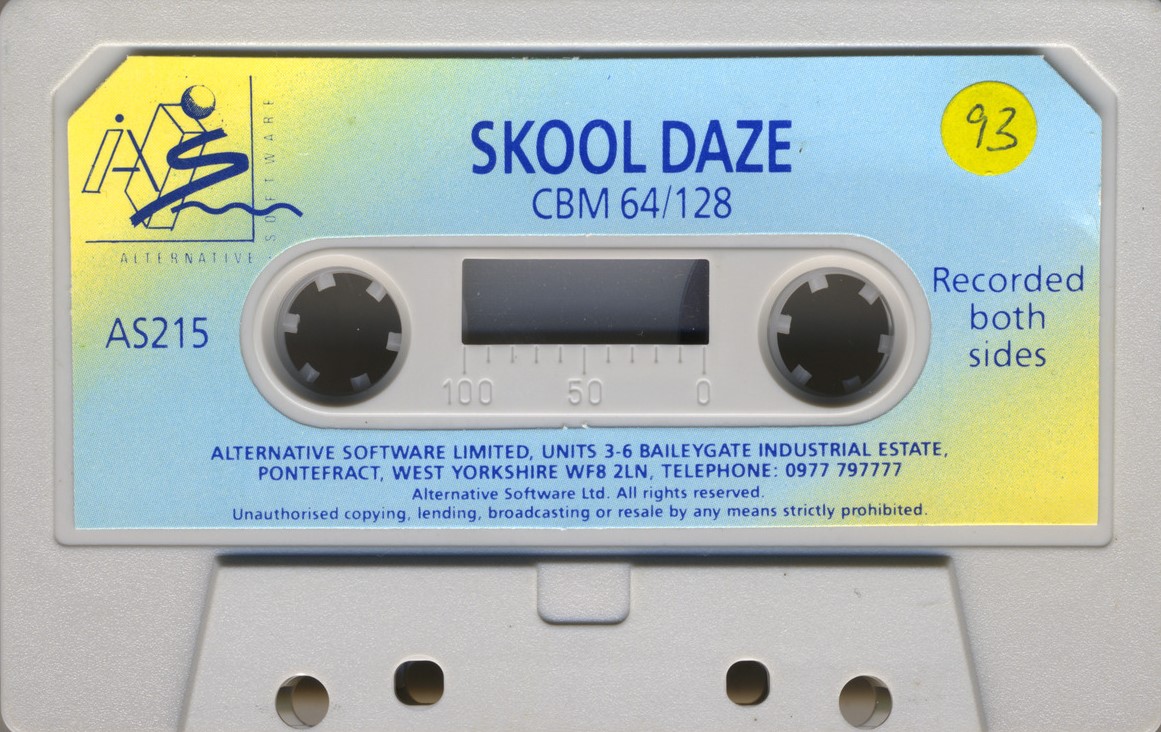 iAS
SOFTWARE
ALTERNATIVE
SKOOL DAZE
CBM 64/128
93
AS215
Recorded
both
sides
100 50 0
ALTERNATIVE SOFTWARE LIMITED, UNITS 3-6 BAILEYGATE INDUSTRIAL ESTATE,
PONTEFRACT, WEST YORKSHIRE WF8 2LN, TELEPHONE: 0977 797777
Alternative Software Ltd. All rights reserved.
Unauthorised copying, lending, broadcasting or resale by any means strictly prohibited.